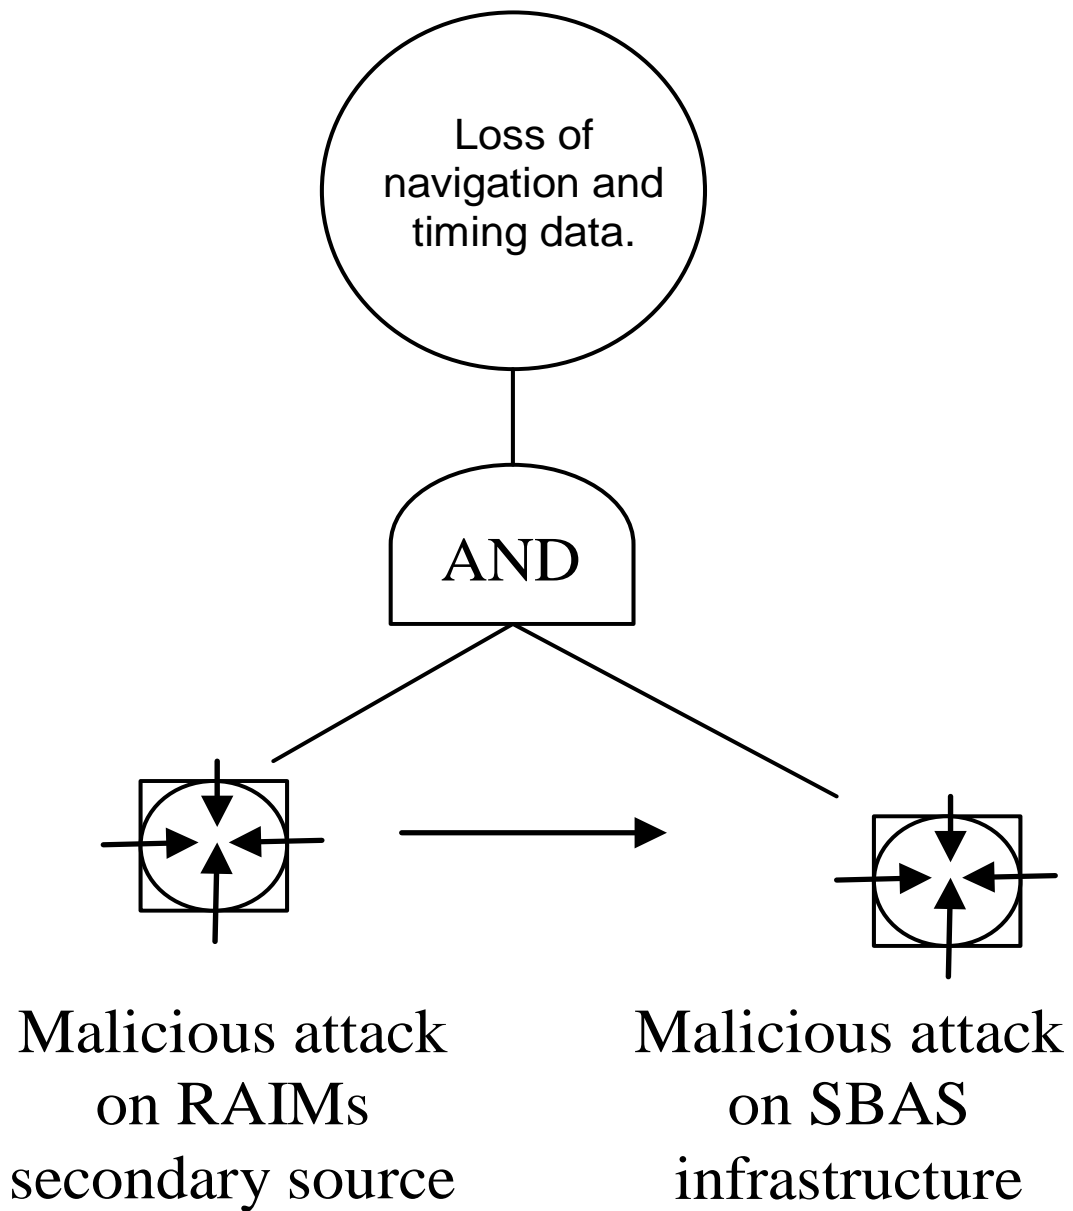 Loss of
navigation and
timing data.
AND
Malicious attack
on RAIMs
secondary source
Malicious attack
on SBAS
infrastructure